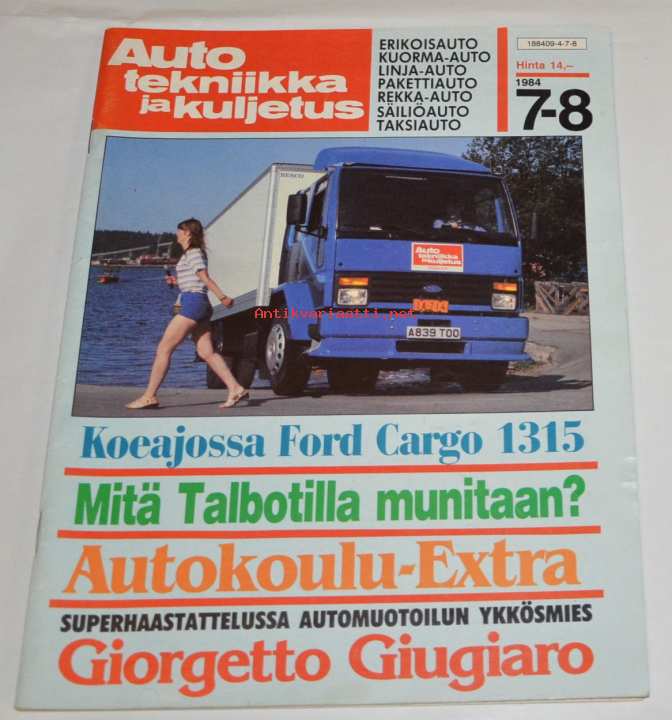 Auto
tekniikka
ja kuljetus
ERIKOISAUTO
KUORMA-AUTO
LINJA-AUTO
PAKETTIAUTO
REKKA-AUTO
SÄILIÖAUTO
TAKSIAUTO
188409-4-7-8
Hinta 14,–
1984
7-8
Auto
tekniikka
ja kuljetus
Ford
A839 TOO
Antikvariaatti.net
Koeajossa Ford Cargo 1315
Mitä Talbotilla munitaan?
Autokoulu-Extra
SUPERHAASTATTELUSSA AUTOMUOTOILUN YKKÖSMIES
Giorgetto Giugiaro